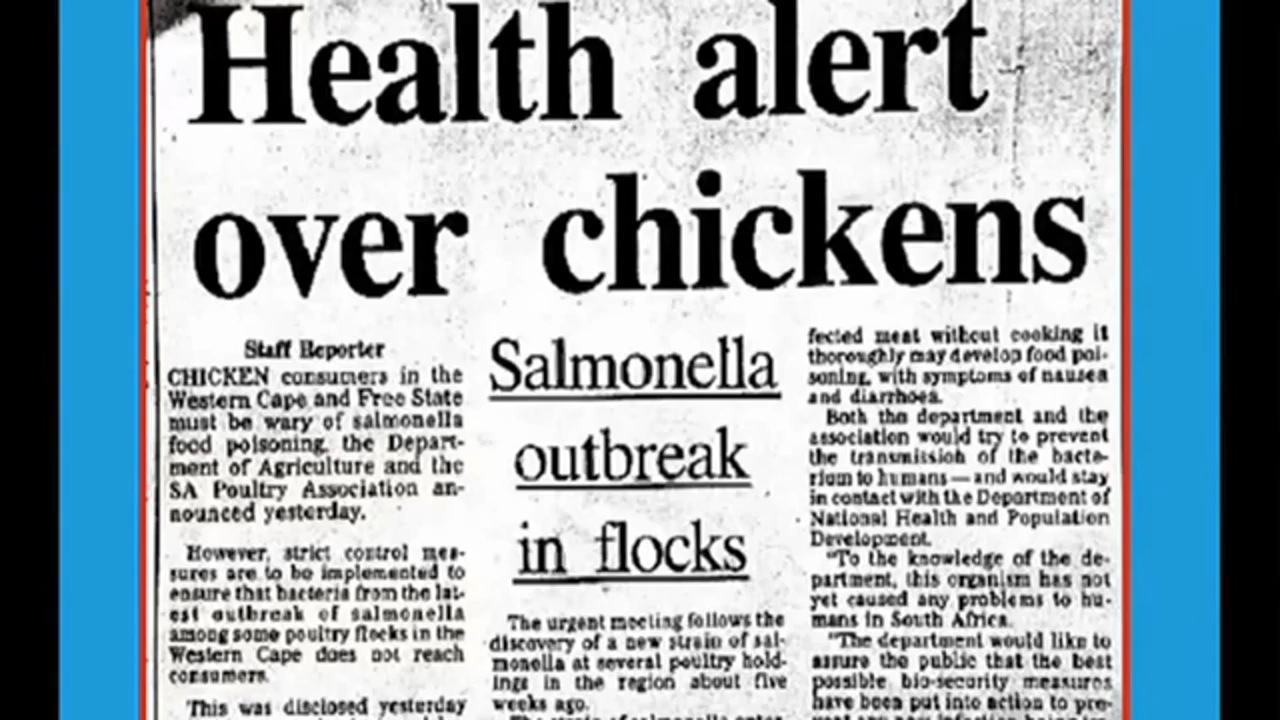 Health alert
over chickens
Staff Reporter
CHICKEN consumers in the
Western Cape and Free State
must be wary of salmonella
food poisoning, the Depart-
ment of Agriculture and the
SA Poultry Association an-
nounced yesterday.
However, strict control mea-
sures are to be implemented to
ensure that bacteria from the lat-
est outbreak of salmonella
among some poultry flocks in the
Western Cape does not reach
consumers.
This was disclosed yesterday
Salmonella
outbreak
in flocks
The urgent meeting follows the
discovery of a new strain of sal-
monella at several poultry hold-
ings in the region about five
weeks ago.
fected meat without cooking it
thoroughly may develop food poi-
soning, with symptoms of nausea
and diarrhoea.
Both the department and the
association would try to prevent
the transmission of the bacte-
rium to humans — and would stay
in contact with the Department of
National Health and Population
Development.
"To the knowledge of the de-
partment, this organism has not
yet caused any problems to hu-
mans in South Africa.
"The department would like to
assure the public that the best
possible bio-security measures
have been put into action to pre-